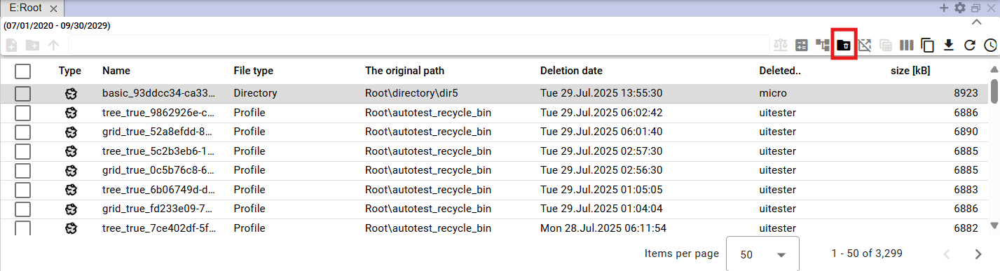 E:Root
(07/01/2020 - 09/30/2029)
Type Name File type The original path Deletion date Deleted.. size [kB]
basic_93ddcc34-ca33... Directory Root\directory\dir5 Tue 29.Jul.2025 13:55:30 micro 8923
tree_true_9862926e-c... Profile Root\autotest_recycle_bin Tue 29.Jul.2025 06:02:42 uitester 6886
grid_true_52a8efdd-8... Profile Root\autotest_recycle_bin Tue 29.Jul.2025 06:01:40 uitester 6890
tree_true_5c2b3eb6-1... Profile Root\autotest_recycle_bin Tue 29.Jul.2025 02:57:30 uitester 6885
grid_true_0c5b76c8-6... Profile Root\autotest_recycle_bin Tue 29.Jul.2025 02:56:30 uitester 6885
tree_true_6b06749d-d... Profile Root\autotest_recycle_bin Tue 29.Jul.2025 01:05:05 uitester 6883
grid_true_fd233e09-7... Profile Root\autotest_recycle_bin Tue 29.Jul.2025 01:04:04 uitester 6886
tree_true_7ce402df-5f... Profile Root\autotest_recycle_bin Mon 28.Jul.2025 06:11:54 uitester 6882
Items per page 50 1 - 50 of 3,299